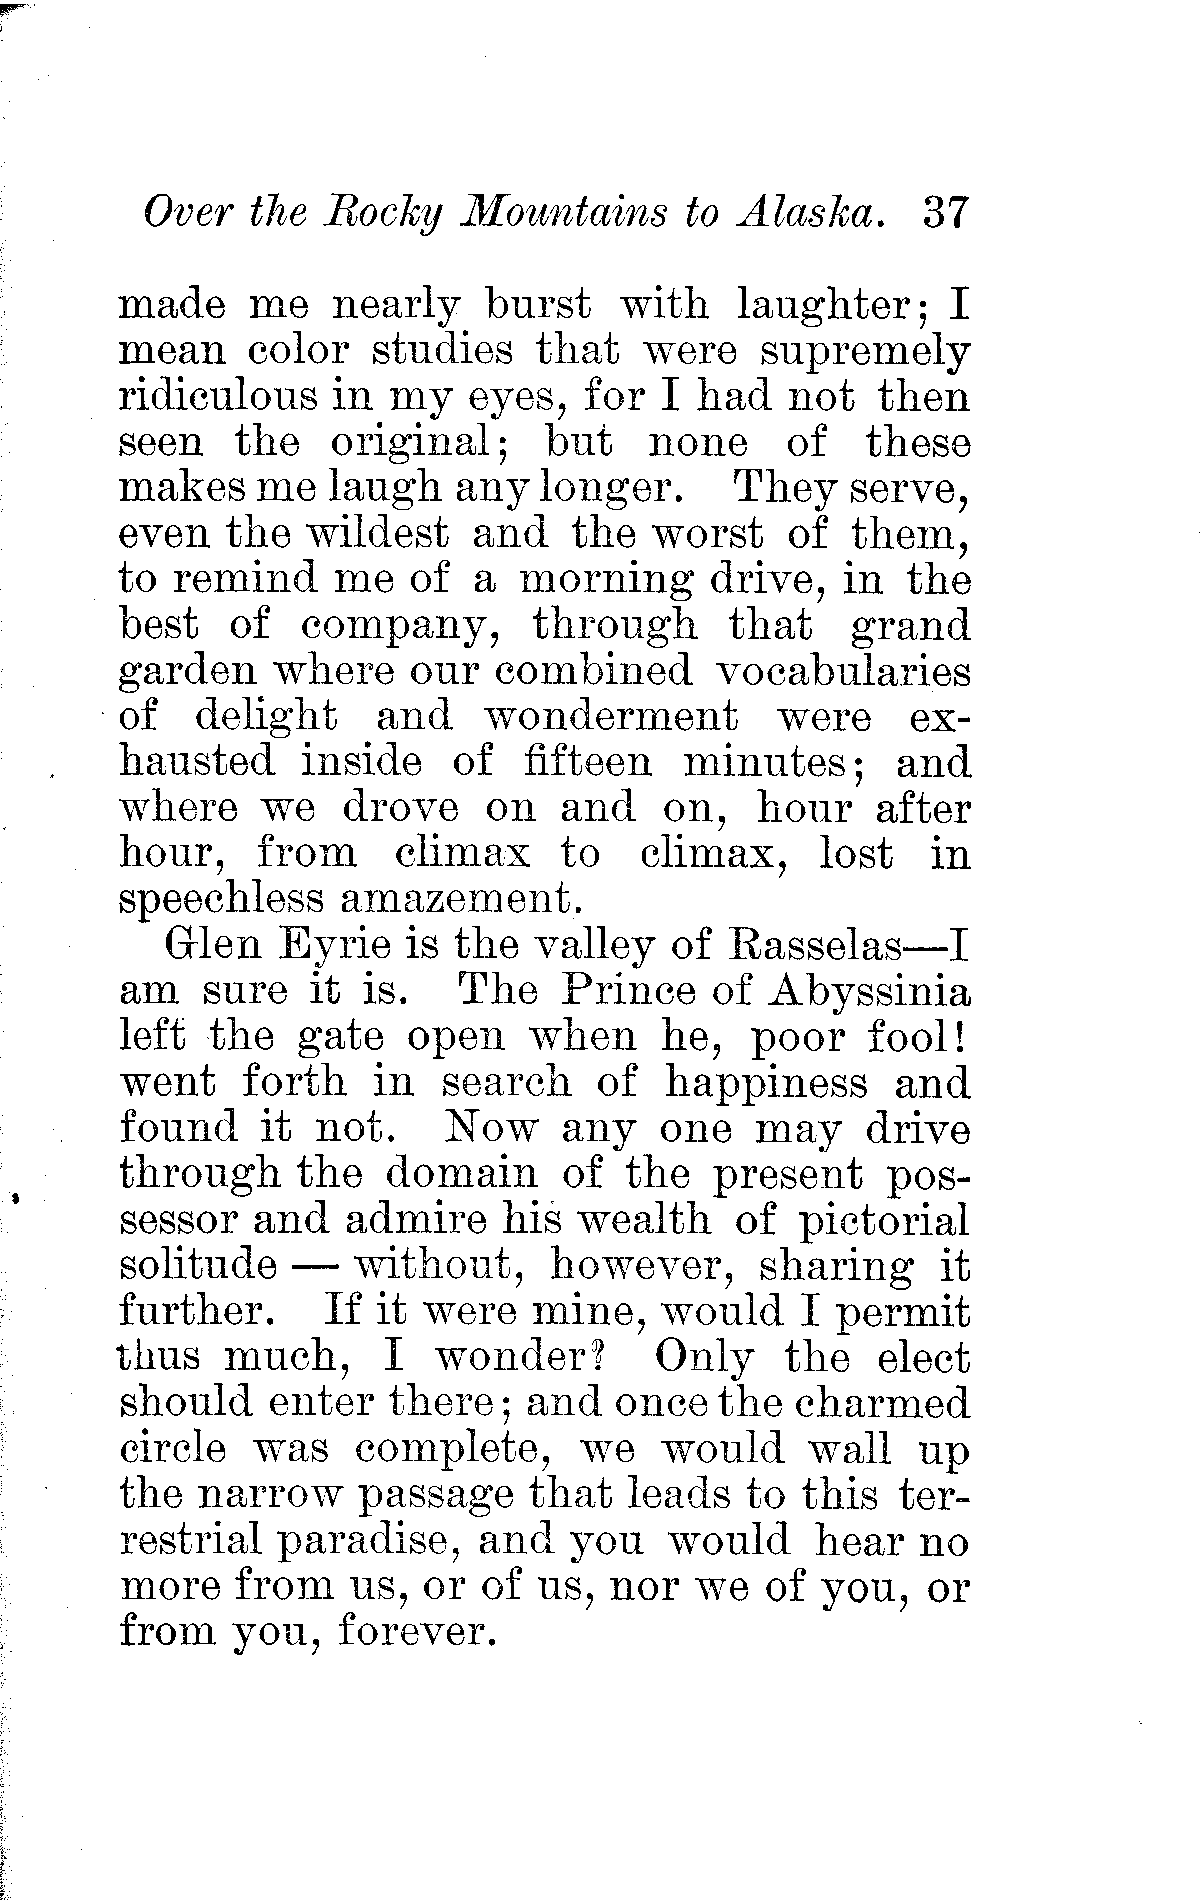 Over the Rocky Mountains to Alaska. 37
made me nearly burst with laughter; I
mean color studies that were supremely
ridiculous in my eyes, for I had not then
seen the original; but none of these
makes me laugh any longer. They serve,
even the wildest and the worst of them,
to remind me of a morning drive, in the
best of company, through that grand
garden where our combined vocabularies
of delight and wonderment were ex-
hausted inside of fifteen minutes; and
where we drove on and on, hour after
hour, from climax to climax, lost in
speechless amazement.
Glen Eyrie is the valley of Rasselas—I
am sure it is. The Prince of Abyssinia
left the gate open when he, poor fool!
went forth in search of happiness and
found it not. Now any one may drive
through the domain of the present pos-
sessor and admire his wealth of pictorial
solitude — without, however, sharing it
further. If it were mine, would I permit
thus much, I wonder? Only the elect
should enter there; and once the charmed
circle was complete, we would wall up
the narrow passage that leads to this ter-
restrial paradise, and you would hear no
more from us, or of us, nor we of you, or
from you, forever.